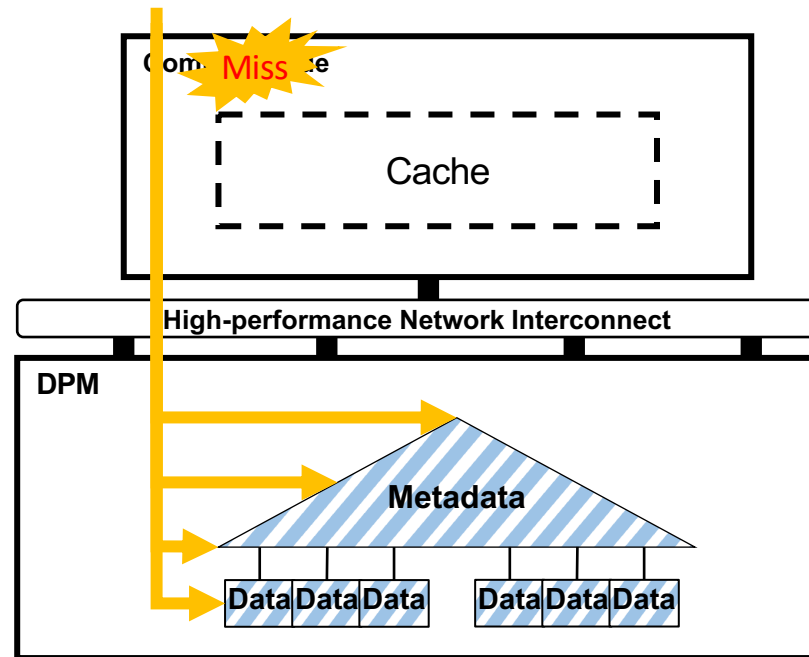 Miss
Cache
High-performance Network Interconnect
DPM
Metadata
Data Data Data Data Data Data